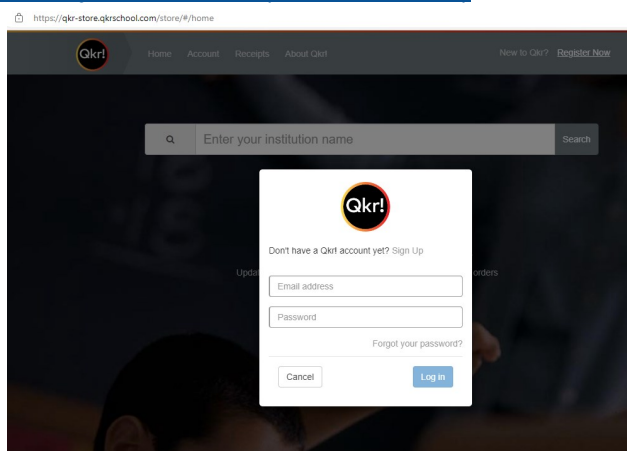 https://qkr-store.qkrschool.com/store/#/home
Qkr! Home Account Receipts About Qkr! New to Qkr? Register Now
Enter your institution name Search
Qkr!
Don't have a Qkr! account yet? Sign Up
Updat orders
Email address
Password
Forgot your password?
Cancel Log in